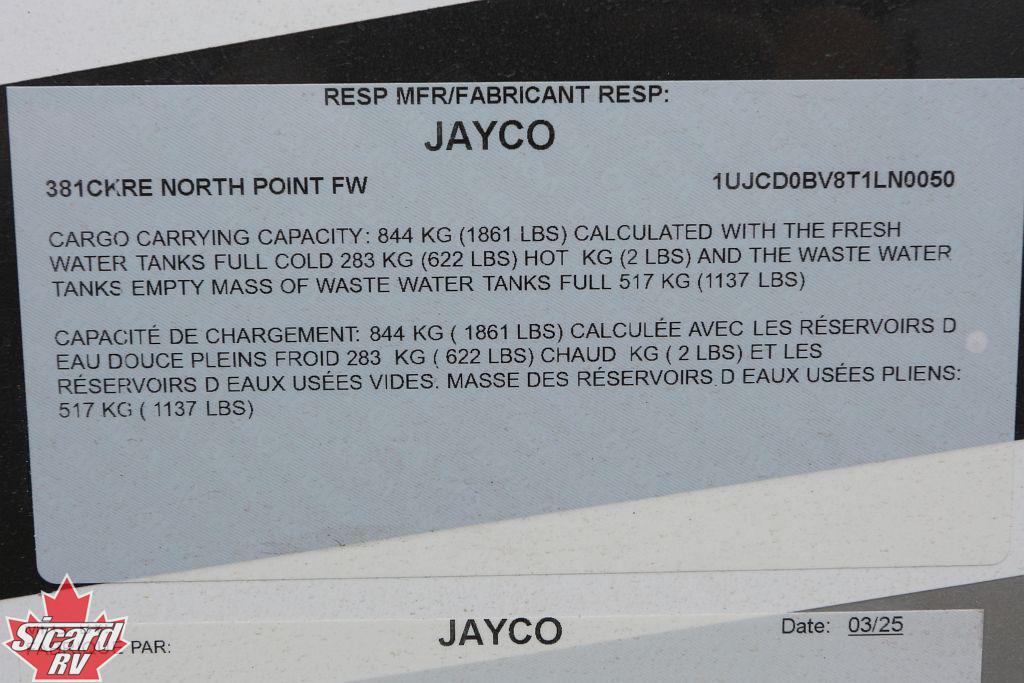 RESP MFR/FABRICANT RESP:
JAYCO
381CKRE NORTH POINT FW
1UJCD0BV8T1LN0050
CARGO CARRYING CAPACITY: 844 KG (1861 LBS) CALCULATED WITH THE FRESH
WATER TANKS FULL COLD 283 KG (622 LBS) HOT KG (2 LBS) AND THE WASTE WATER
TANKS EMPTY MASS OF WASTE WATER TANKS FULL 517 KG (1137 LBS)
CAPACITÉ DE CHARGEMENT: 844 KG ( 1861 LBS) CALCULÉE AVEC LES RÉSERVOIRS D
EAU DOUCE PLEINS FROID 283 KG ( 622 LBS) CHAUD KG ( 2 LBS) ET LES
RÉSERVOIRS D EAUX USÉES VIDES. MASSE DES RÉSERVOIRS D EAUX USÉES PLIENS:
517 KG ( 1137 LBS)
PAR:
JAYCO
Date: 03/25
Sicard
RV